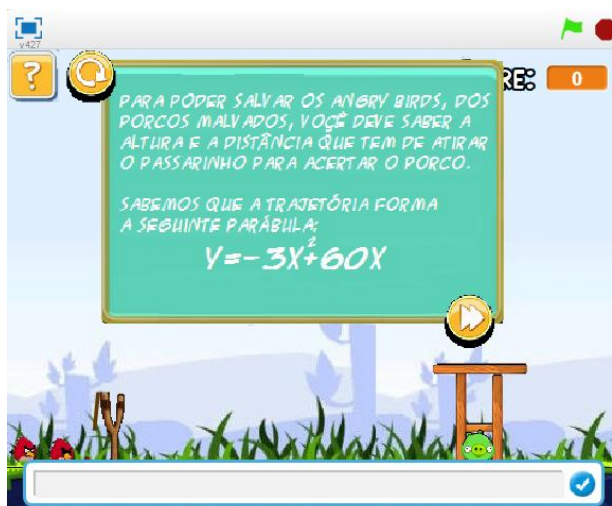 v427
RE: 0
PARA PODER SALVAR OS ANGRY BIRDS, DOS
PORCOS MALVADOS, VOÇÊ DEVE SABER A
ALTURA E A DISTÂNCIA QUE TEM DE ATIRAR
O PASSARINHO PARA ACERTAR O PORCO.
SABEMOS QUE A TRAJETÓRIA FORMA
A SEGUINTE PARÁBULA:
Y=-3X²+60X